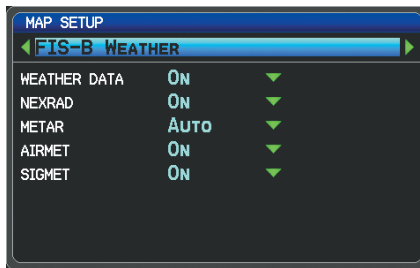 MAP SETUP
FIS-B WEATHER
WEATHER DATA ON
NEXRAD ON
METAR AUTO
AIRMET ON
SIGMET ON